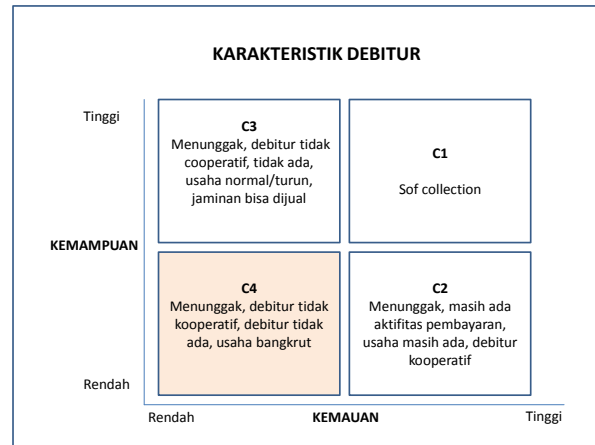 KARAKTERISTIK DEBITUR
Tinggi
C3
Menunggak, debitur tidak
cooperatif, tidak ada,
usaha normal/turun,
jaminan bisa dijual
C1
Sof collection
KEMAMPUAN
C4
Menunggak, debitur tidak
kooperatif, debitur tidak
ada, usaha bangkrut
C2
Menunggak, masih ada
aktifitas pembayaran,
usaha masih ada, debitur
kooperatif
Rendah
Rendah
KEMAUAN
Tinggi